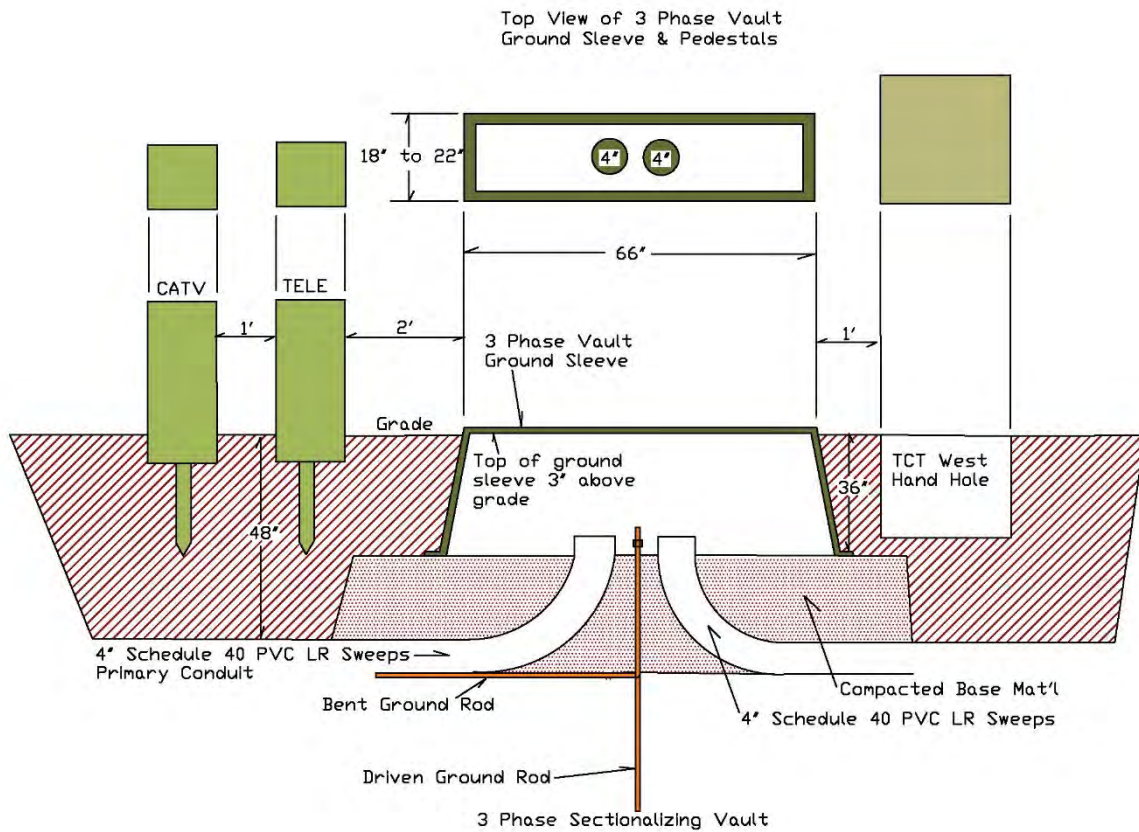 Top View of 3 Phase Vault
Ground Sleeve & Pedestals
18" to 22"
4"
4"
66"
CATV
TELE
1'
2'
1'
3 Phase Vault
Ground Sleeve
Grade
Top of ground
sleeve 3" above
grade
TCT West
Hand Hole
36"
48"
4" Schedule 40 PVC LR Sweeps
Primary Conduit
Bent Ground Rod
Compacted Base Mat'l
4" Schedule 40 PVC LR Sweeps
Driven Ground Rod
3 Phase Sectionalizing Vault